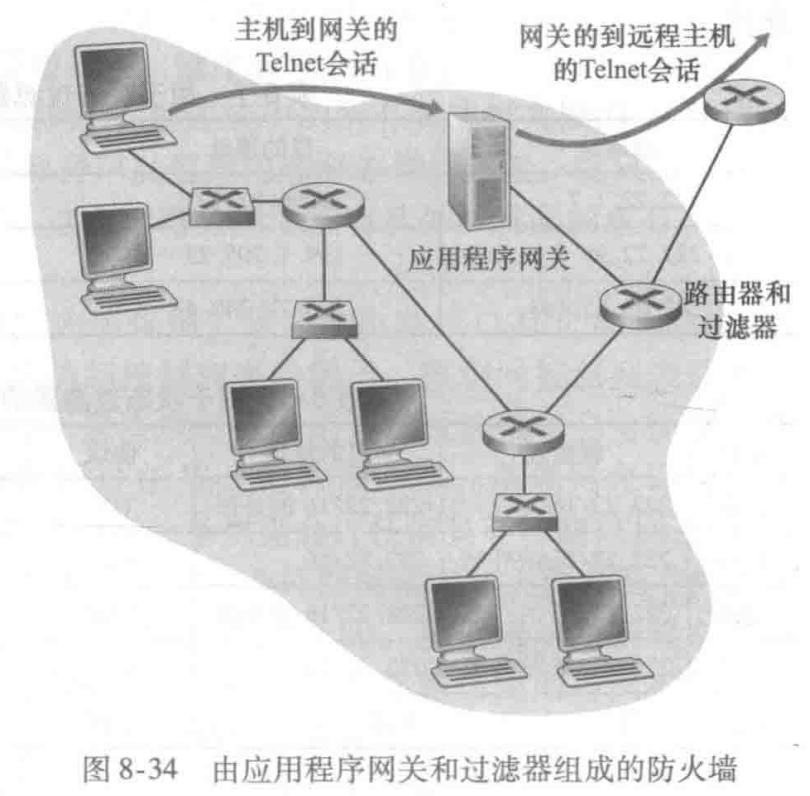 主机到网关的
Telnet会话
网关的到远程主机
的Telnet会话
应用程序网关
路由器和
过滤器
图 8-34 由应用程序网关和过滤器组成的防火墙